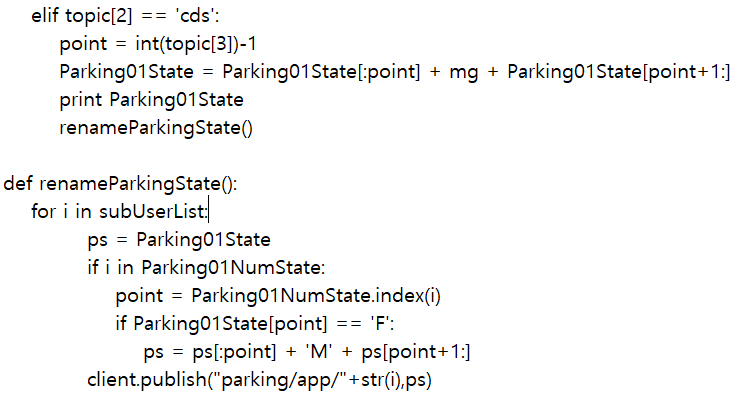 elif topic[2] == 'cds':
point = int(topic[3])-1
Parking01State = Parking01State[:point] + mg + Parking01State[point+1:]
print Parking01State
renameParkingState()
def renameParkingState():
for i in subUserList:
ps = Parking01State
if i in Parking01NumState:
point = Parking01NumState.index(i)
if Parking01State[point] == 'F':
ps = ps[:point] + 'M' + ps[point+1:]
client.publish("parking/app/"+str(i),ps)